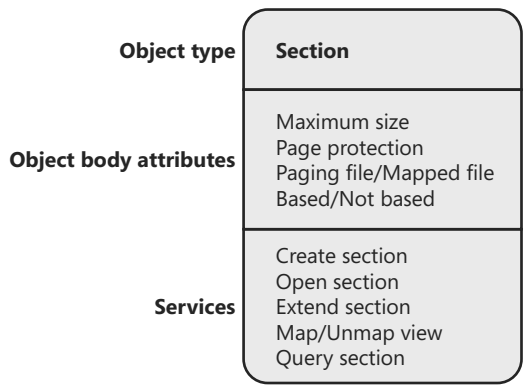 Object type
Section
Object body attributes
Maximum size
Page protection
Paging file/Mapped file
Based/Not based
Services
Create section
Open section
Extend section
Map/Unmap view
Query section